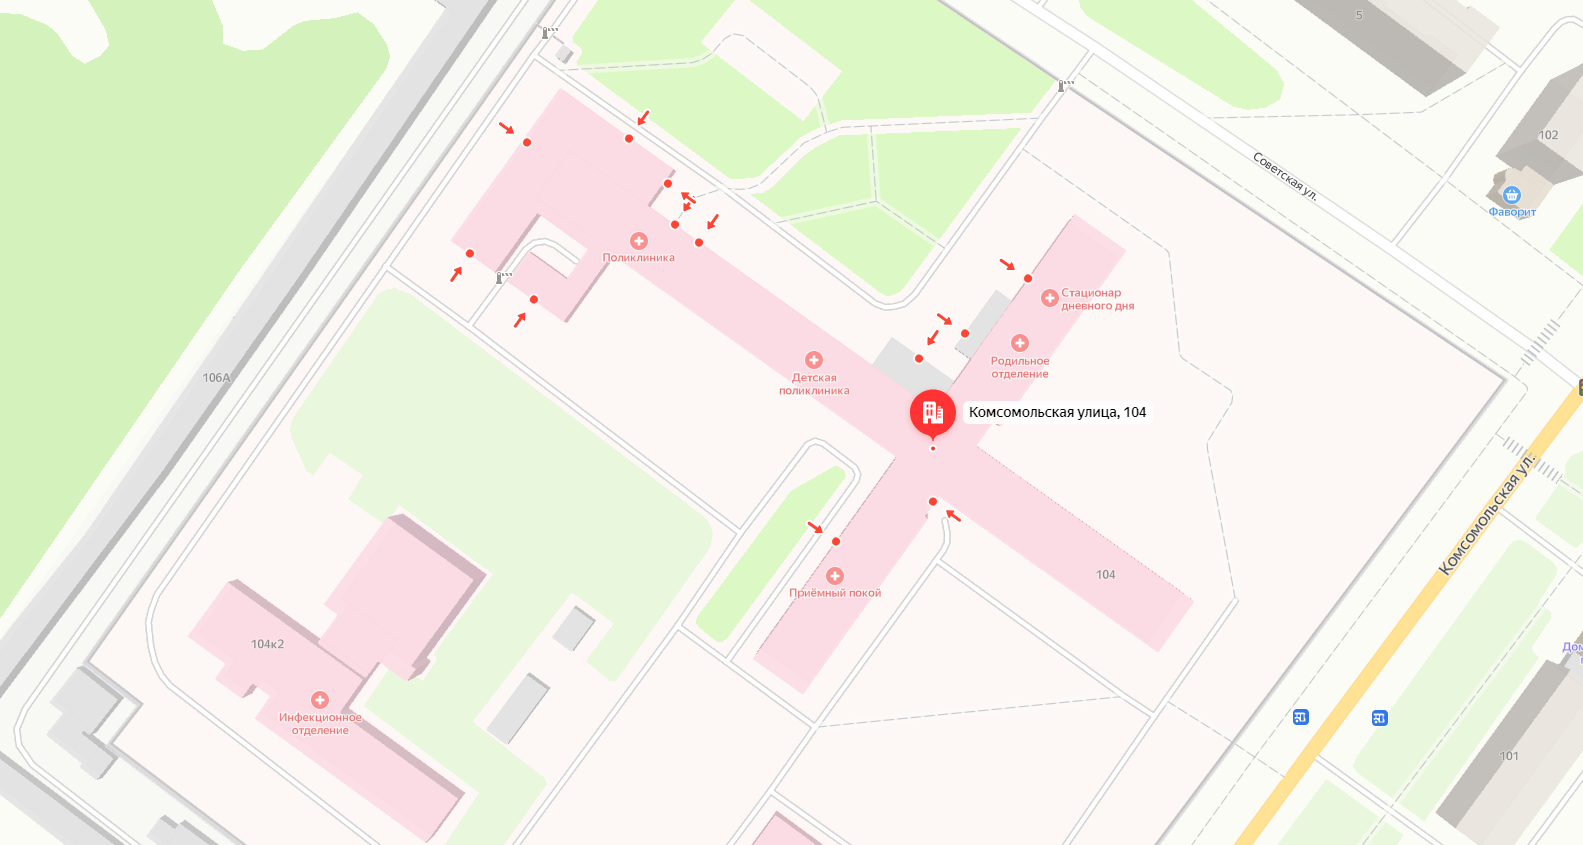 5
102
Советская ул.
Фаворит
Поликлиника
Стационар
дневного дня
Родильное
отделение
106А
Детская
поликлиника
Комсомольская улица, 104
Комсомольская ул.
104
Приёмный покой
104к2
Инфекционное
отделение
Дом
101